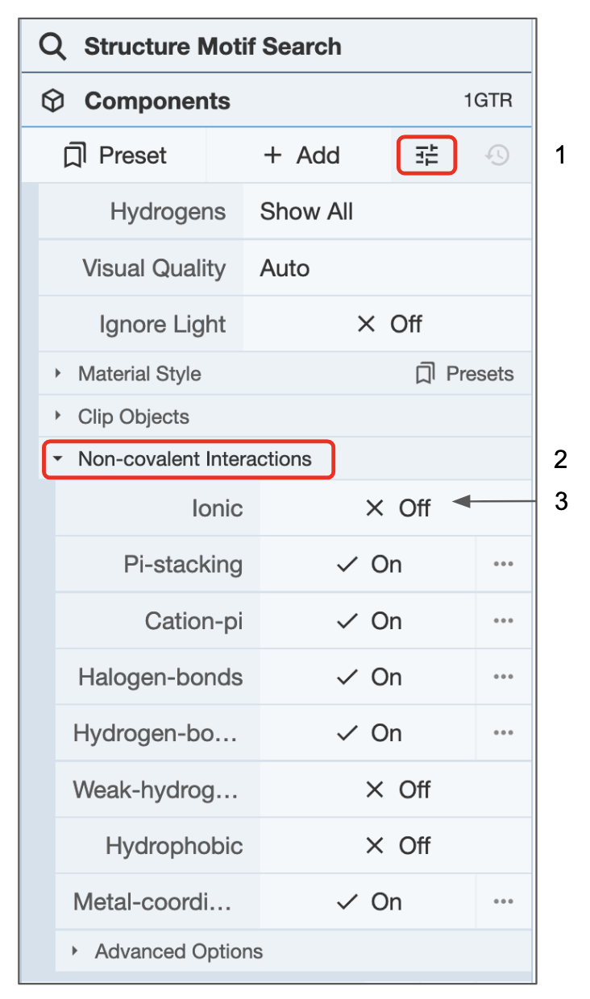 Structure Motif Search
Components 1GTR
Preset + Add 1
Hydrogens Show All
Visual Quality Auto
Ignore Light × Off
Material Style Presets
Clip Objects
Non-covalent Interactions 2
Ionic × Off 3
Pi-stacking ✓ On ...
Cation-pi ✓ On ...
Halogen-bonds ✓ On ...
Hydrogen-bo... ✓ On ...
Weak-hydrog... × Off
Hydrophobic × Off
Metal-coordi... ✓ On ...
Advanced Options